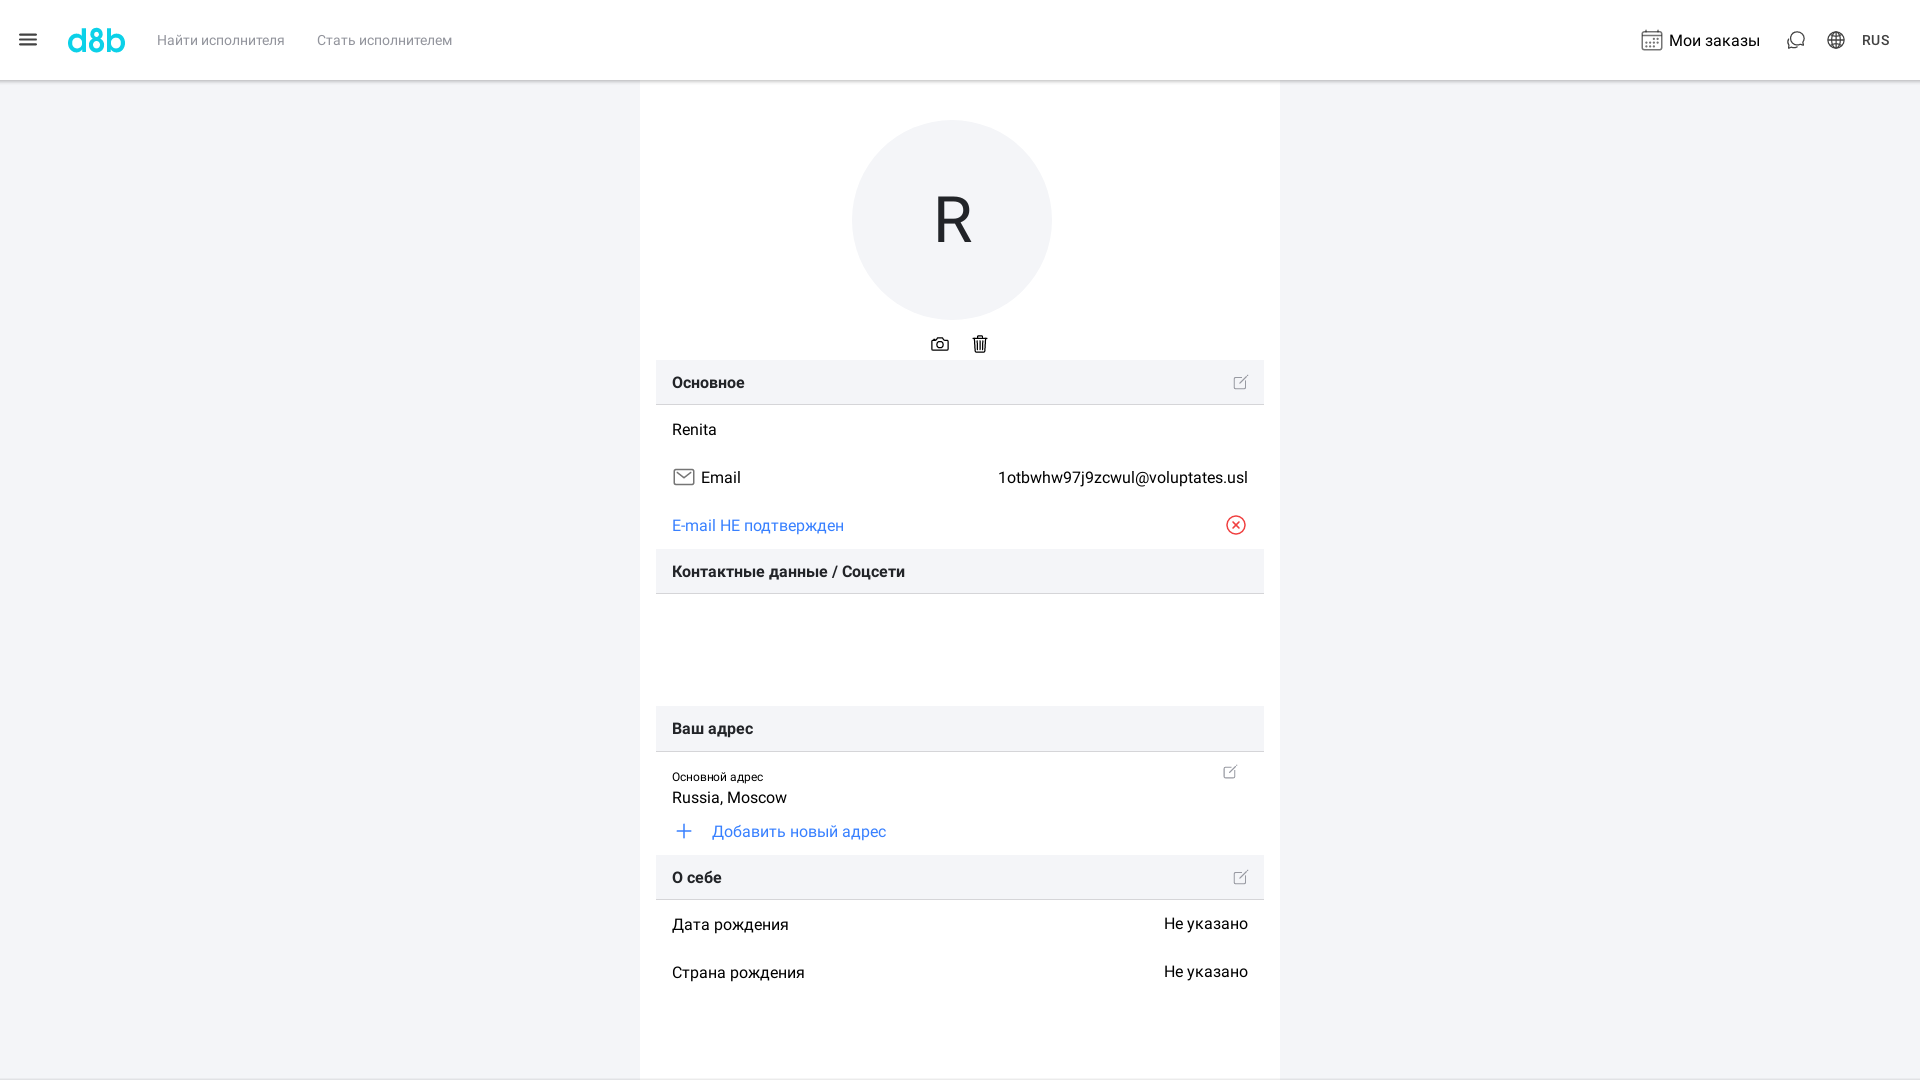 d8b
Найти исполнителя
Стать исполнителем
Мои заказы
RUS
R
Основное
Renita
Email
1otbwhw97j9zcwul@voluptates.usl
E-mail НЕ подтвержден
Контактные данные / Соцсети
Ваш адрес
Основной адрес
Russia, Moscow
Добавить новый адрес
О себе
Дата рождения
Не указано
Страна рождения
Не указано